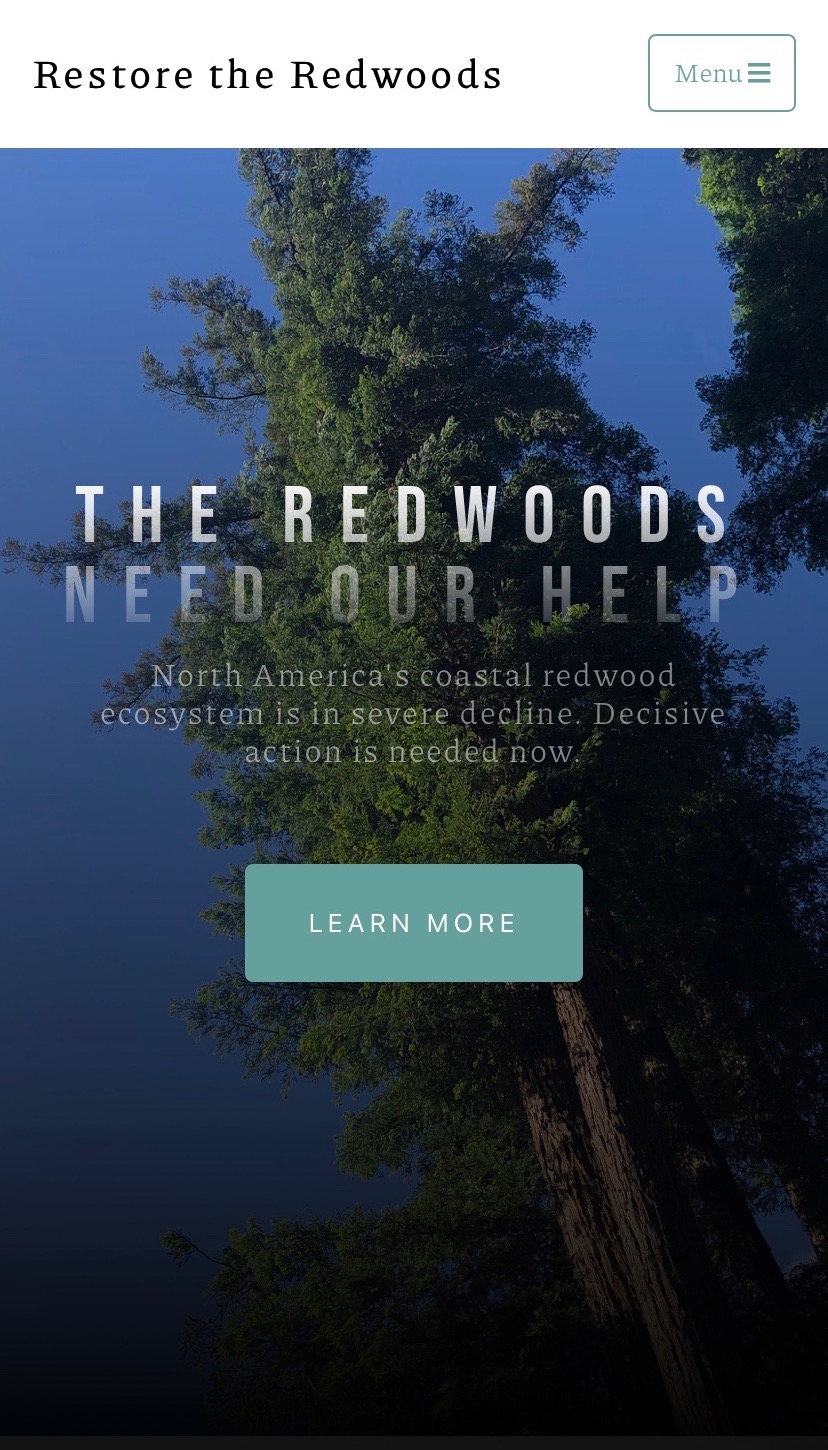 Restore the Redwoods
Menu
THE REDWOODS
NEED OUR HELP
North America's coastal redwood
ecosystem is in severe decline. Decisive
action is needed now.
LEARN MORE